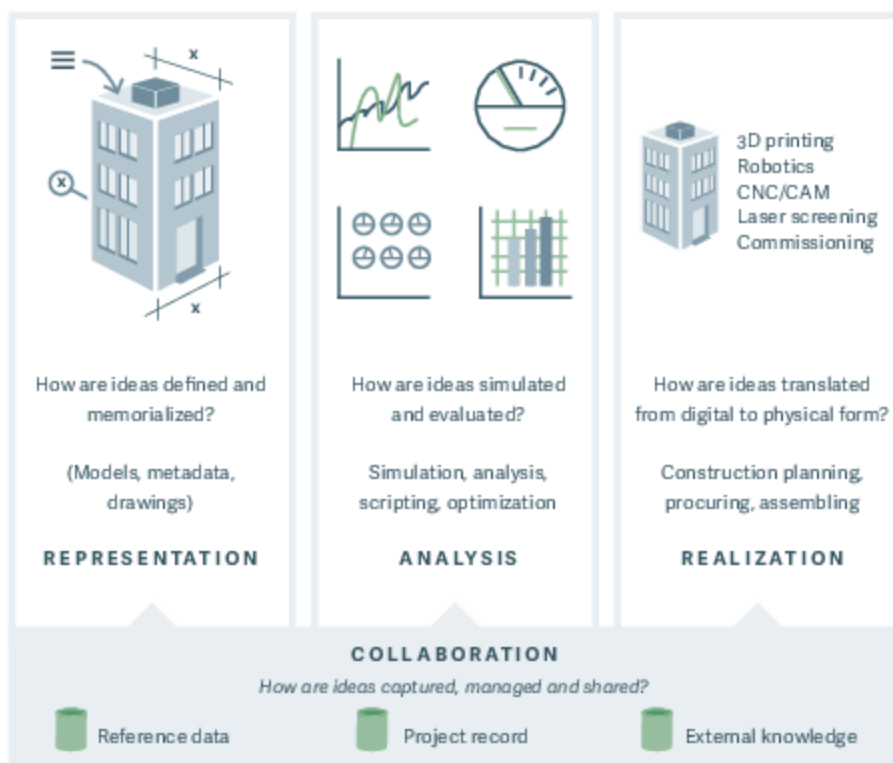 x
x
x
How are ideas defined and
memorialized?
(Models, metadata,
drawings)
REPRESENTATION
How are ideas simulated
and evaluated?
Simulation, analysis,
scripting, optimization
ANALYSIS
3D printing
Robotics
CNC/CAM
Laser screening
Commissioning
How are ideas translated
from digital to physical form?
Construction planning,
procuring, assembling
REALIZATION
COLLABORATION
How are ideas captured, managed and shared?
Reference data
Project record
External knowledge